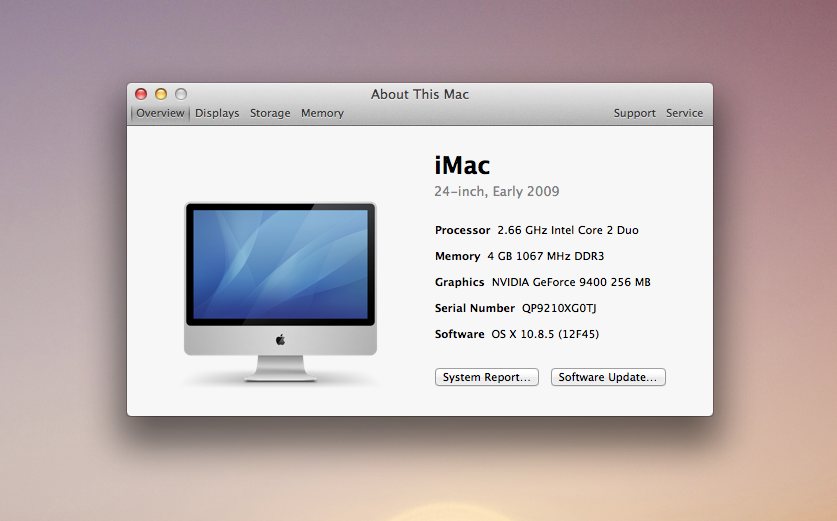 About This Mac
Overview Displays Storage Memory Support Service
iMac
24-inch, Early 2009
Processor 2.66 GHz Intel Core 2 Duo
Memory 4 GB 1067 MHz DDR3
Graphics NVIDIA GeForce 9400 256 MB
Serial Number QP9210XG0TJ
Software OS X 10.8.5 (12F45)
System Report... Software Update...